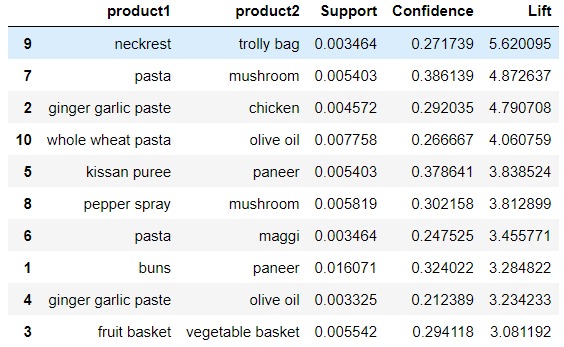 product1 product2 Support Confidence Lift
9 neckrest trolly bag 0.003464 0.271739 5.620095
7 pasta mushroom 0.005403 0.386139 4.872637
2 ginger garlic paste chicken 0.004572 0.292035 4.790708
10 whole wheat pasta olive oil 0.007758 0.266667 4.060759
5 kissan puree paneer 0.005403 0.378641 3.838524
8 pepper spray mushroom 0.005819 0.302158 3.812899
6 pasta maggi 0.003464 0.247525 3.455771
1 buns paneer 0.016071 0.324022 3.284822
4 ginger garlic paste olive oil 0.003325 0.212389 3.234233
3 fruit basket vegetable basket 0.005542 0.294118 3.081192